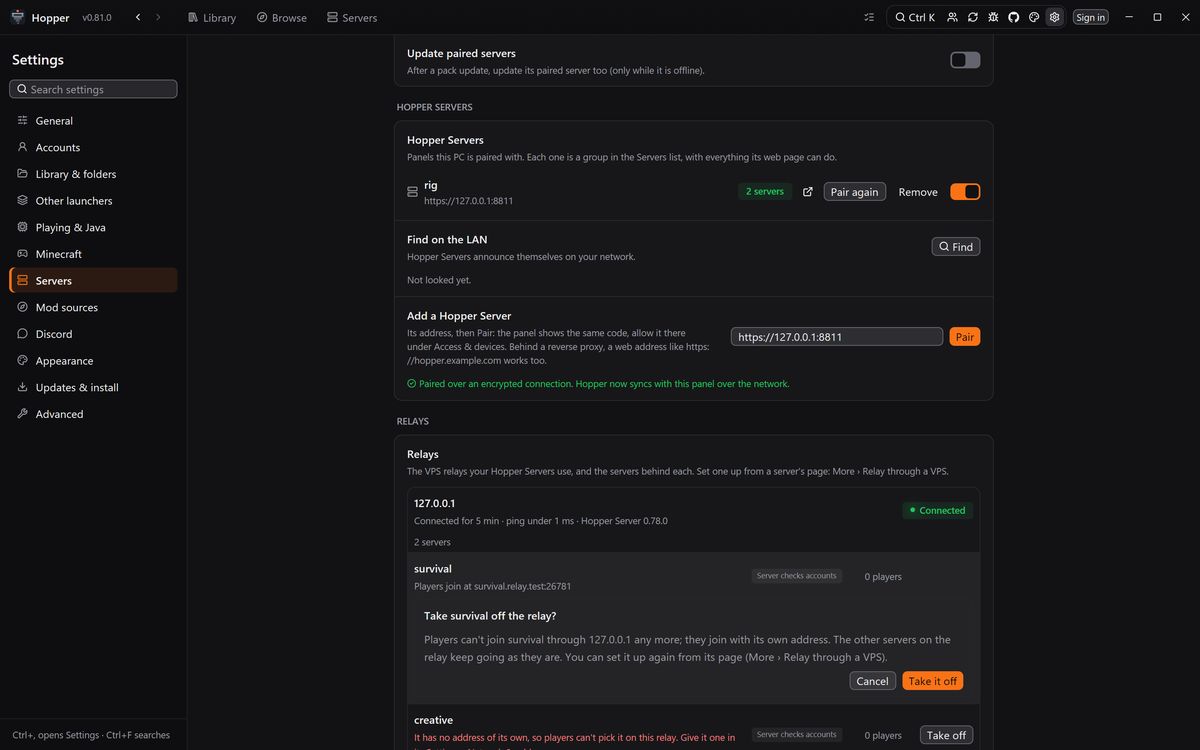 Hopper v0.81.0 Library Browse Servers Ctrl K Sign in
Settings
Search settings
General
Accounts
Library & folders
Other launchers
Playing & Java
Minecraft
Servers
Mod sources
Discord
Appearance
Updates & install
Advanced
Ctrl+, opens Settings · Ctrl+F searches
Update paired servers
After a pack update, update its paired server too (only while it is offline).
HOPPER SERVERS
Hopper Servers
Panels this PC is paired with. Each one is a group in the Servers list, with everything its web page can do.
rig
https://127.0.0.1:8811
2 servers Pair again Remove
Find on the LAN
Hopper Servers announce themselves on your network.
Find
Not looked yet.
Add a Hopper Server
Its address, then Pair: the panel shows the same code, allow it there
under Access & devices. Behind a reverse proxy, a web address like https:
//hopper.example.com works too.
https://127.0.0.1:8811 Pair
Paired over an encrypted connection. Hopper now syncs with this panel over the network.
RELAYS
Relays
The VPS relays your Hopper Servers use, and the servers behind each. Set one up from a server's page: More › Relay through a VPS.
127.0.0.1
Connected for 5 min · ping under 1 ms · Hopper Server 0.78.0
Connected
2 servers
survival
Players join at survival.relay.test:26781
Server checks accounts 0 players
Take survival off the relay?
Players can't join survival through 127.0.0.1 any more; they join with its own address. The other servers on the
relay keep going as they are. You can set it up again from its page (More › Relay through a VPS).
Cancel Take it off
creative
It has no address of its own, so players can't pick it on this relay. Give it one in
Server checks accounts 0 players Take off